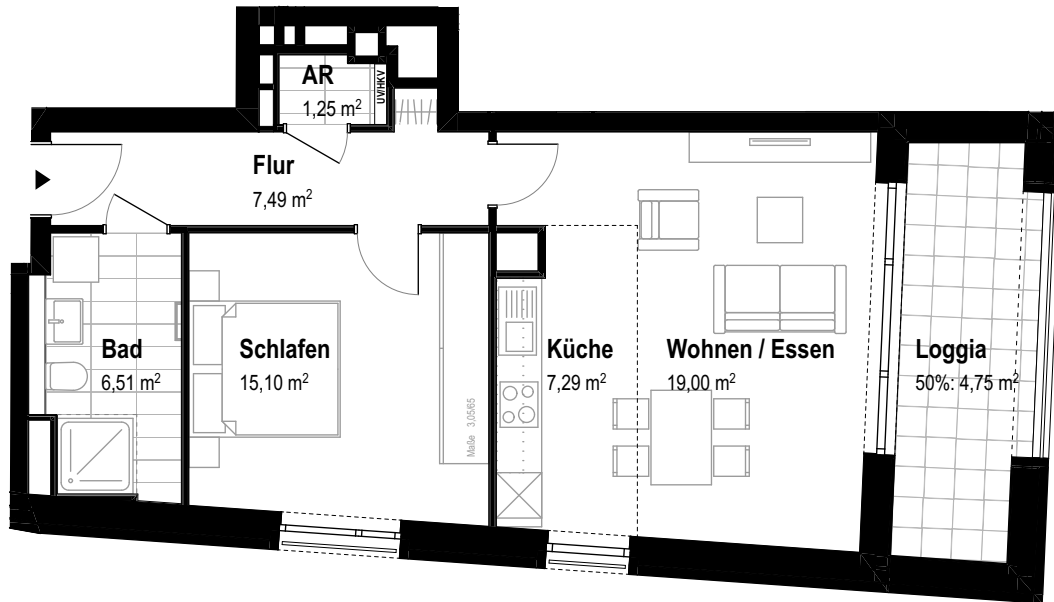 AR
1,25 m²
UV/HKV
Flur
7,49 m²
Bad
6,51 m²
Schlafen
15,10 m²
Maße 3,05/65
Küche
7,29 m²
Wohnen / Essen
19,00 m²
Loggia
50%: 4,75 m²